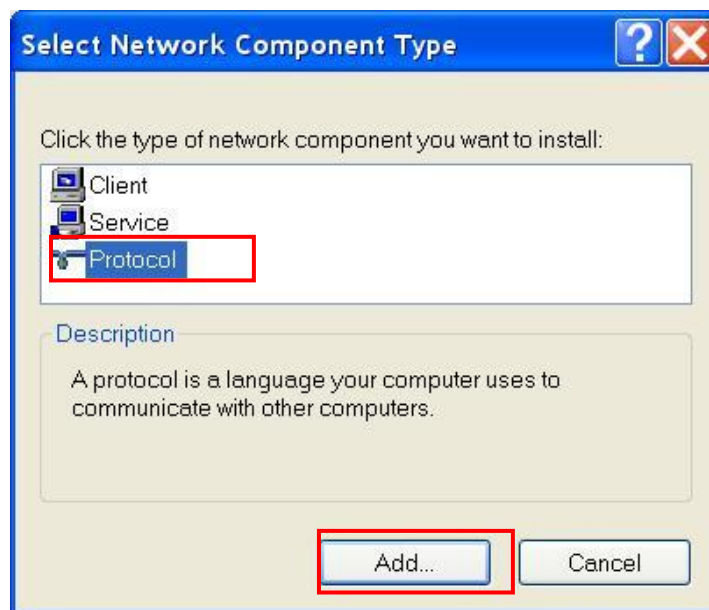 Select Network Component Type
Click the type of network component you want to install:
Client
Service
Protocol
Description
A protocol is a language your computer uses to
communicate with other computers.
Add...
Cancel